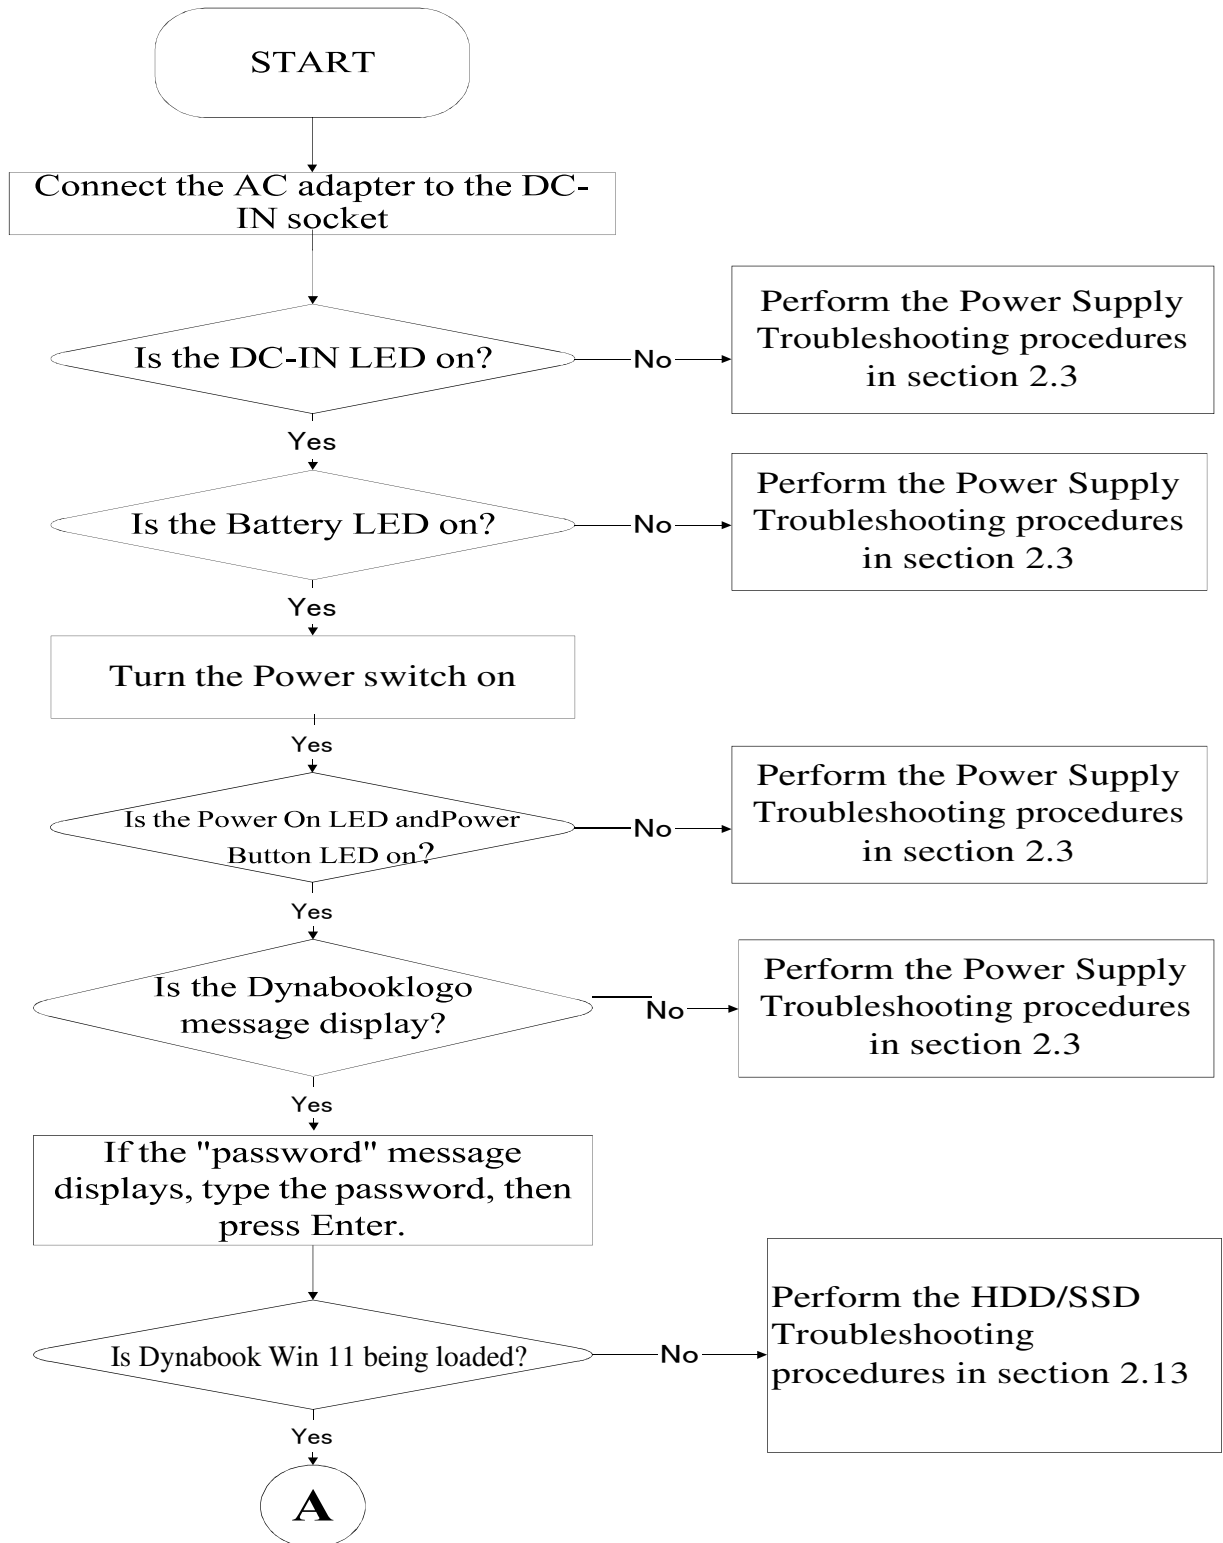 START
Connect the AC adapter to the DC-
IN socket
Is the DC-IN LED on?
No
Perform the Power Supply
Troubleshooting procedures
in section 2.3
Yes
Is the Battery LED on?
No
Perform the Power Supply
Troubleshooting procedures
in section 2.3
Yes
Turn the Power switch on
Yes
Is the Power On LED andPower
Button LED on?
No
Perform the Power Supply
Troubleshooting procedures
in section 2.3
Yes
Is the Dynabooklogo
message display?
No
Perform the Power Supply
Troubleshooting procedures
in section 2.3
Yes
If the "password" message
displays, type the password, then
press Enter.
Is Dynabook Win 11 being loaded?
No
Perform the HDD/SSD
Troubleshooting
procedures in section 2.13
Yes
A